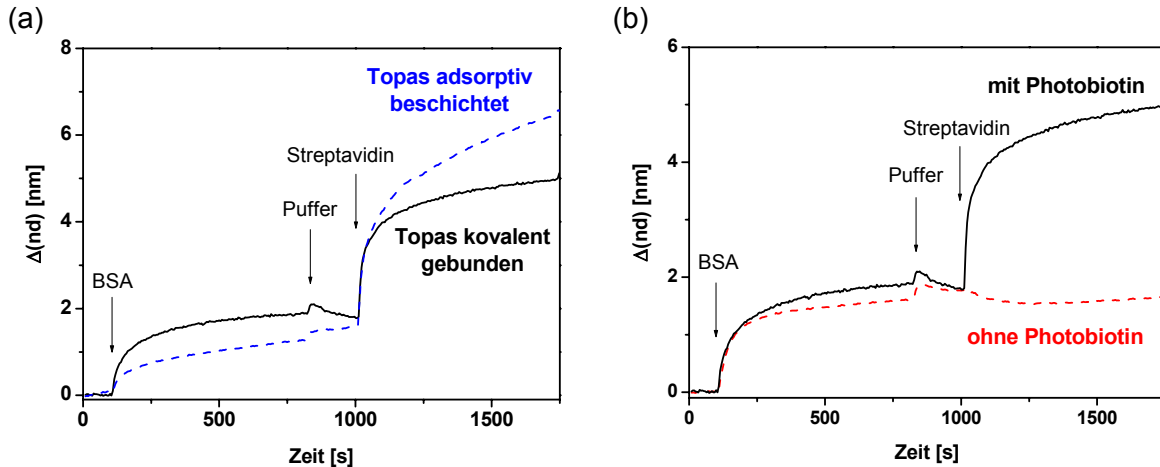 (a)
8
6
4
2
0
Δ(nd) [nm]
Topas adsorptiv
beschichtet
Streptavidin
Puffer
Topas kovalent
gebunden
BSA
0 500 1000 1500
Zeit [s]
(b)
6
4
2
0
Δ(nd) [nm]
mit Photobiotin
Streptavidin
Puffer
BSA
ohne Photobiotin
0 500 1000 1500
Zeit [s]